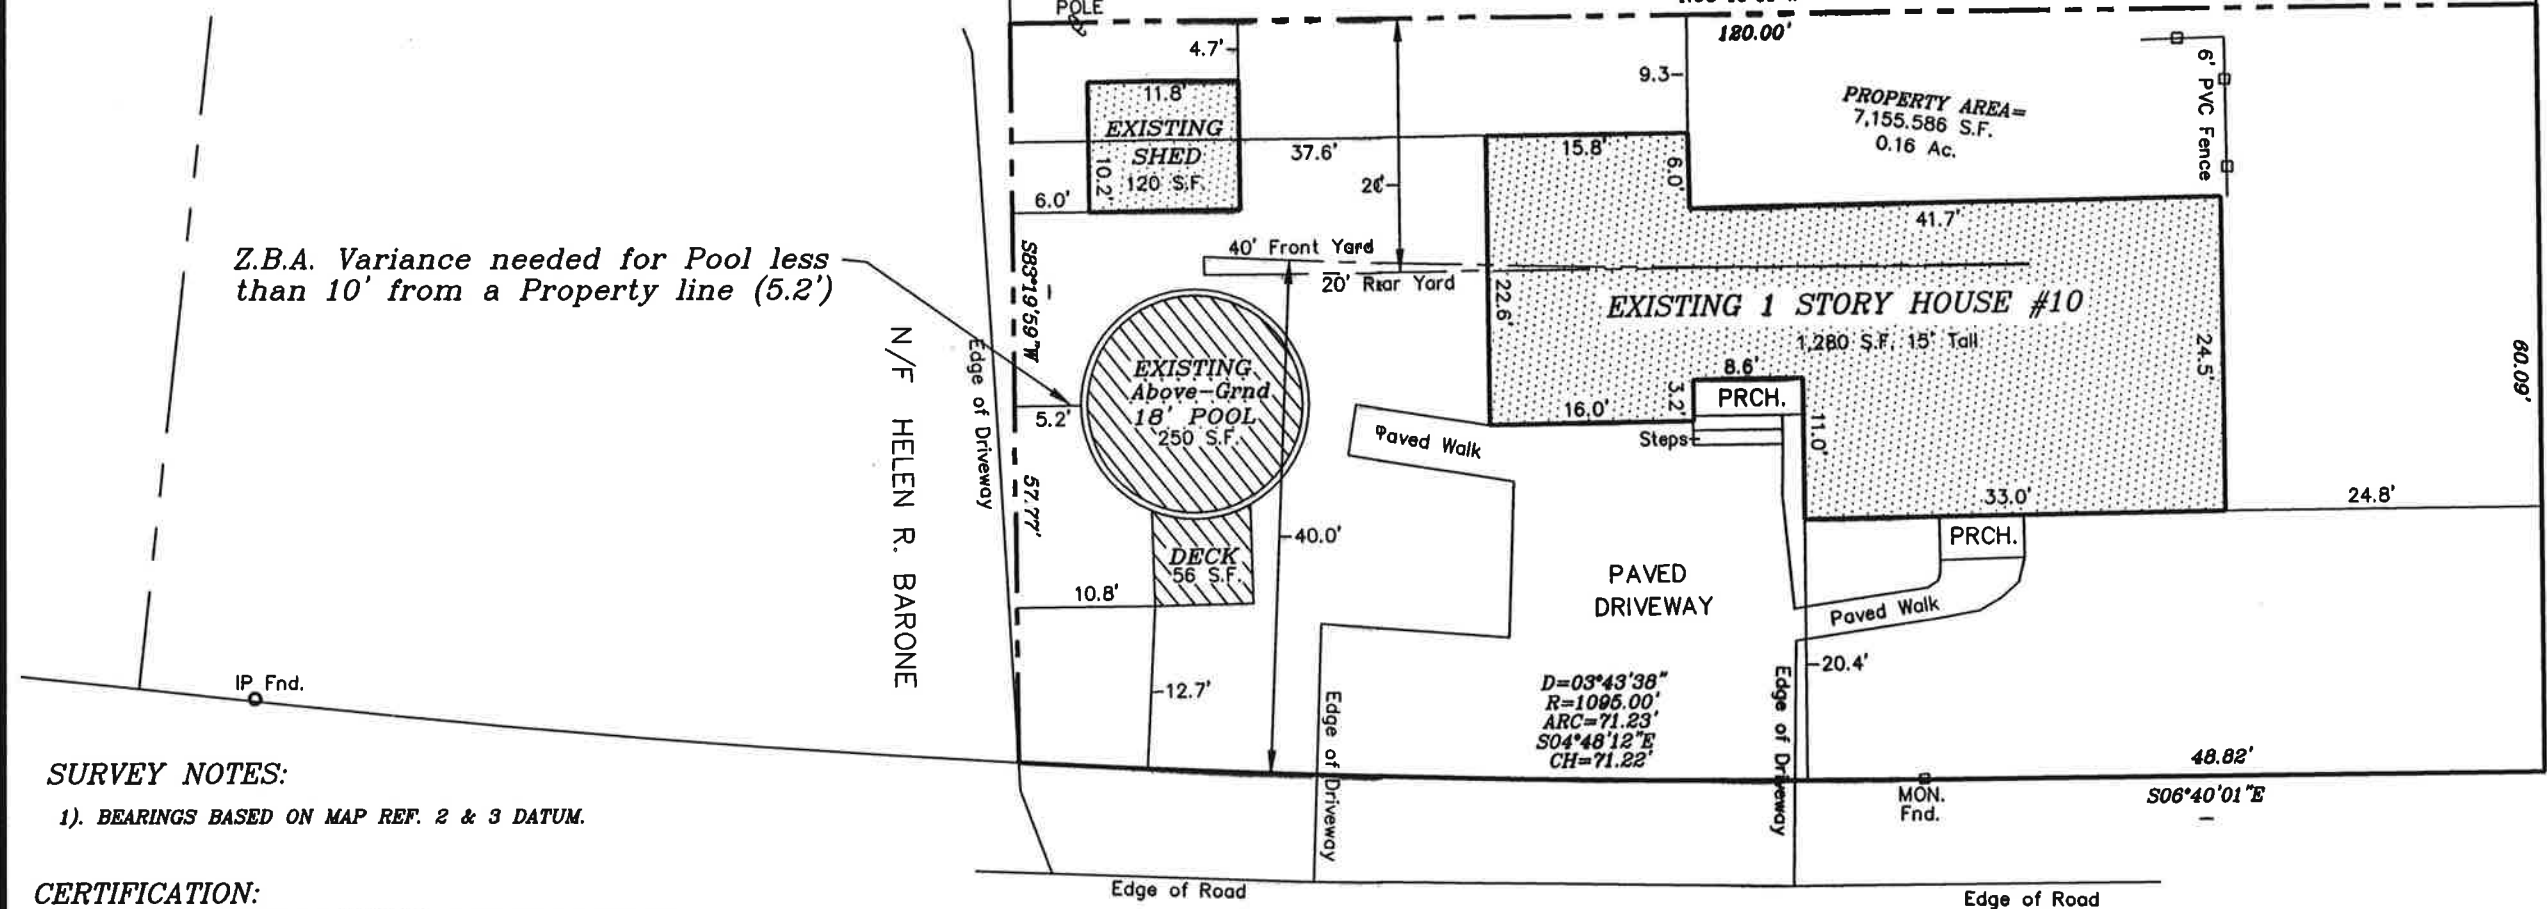 POLE
120.00'
4.7'
9.3
6' PVC Fence
PROPERTY AREA=
7,155.586 S.F.
0.16 Ac.
11.8'
EXISTING
SHED
120 S.F.
10.2'
6.0'
37.6'
15.8'
6.0'
41.7'
Z.B.A. Variance needed for Pool less
than 10' from a Property line (5.2')
S83°19'59"W
57.77'
40' Front Yard
20' Rear Yard
22.6'
EXISTING 1 STORY HOUSE #10
1,280 S.F. 15' Tall
24.5'
60.09'
N/F HELEN R. BARONE
Edge of Driveway
EXISTING
Above-Grnd
18' POOL
250 S.F.
5.2'
8.6'
PRCH.
3.2'
16.0'
Steps
11.0'
Paved Walk
33.0'
24.8'
PRCH.
40.0'
DECK
56 S.F.
10.8'
PAVED
DRIVEWAY
Paved Walk
12.7'
20.4'
IP Fnd.
D=03°43'38"
R=1095.00'
ARC=71.23'
S04°48'12"E
CH=71.22'
Edge of Driveway
Edge of Driveway
48.82'
S06°40'01"E
MON.
Fnd.
SURVEY NOTES:
1). BEARINGS BASED ON MAP REF. 2 & 3 DATUM.
CERTIFICATION:
Edge of Road
Edge of Road